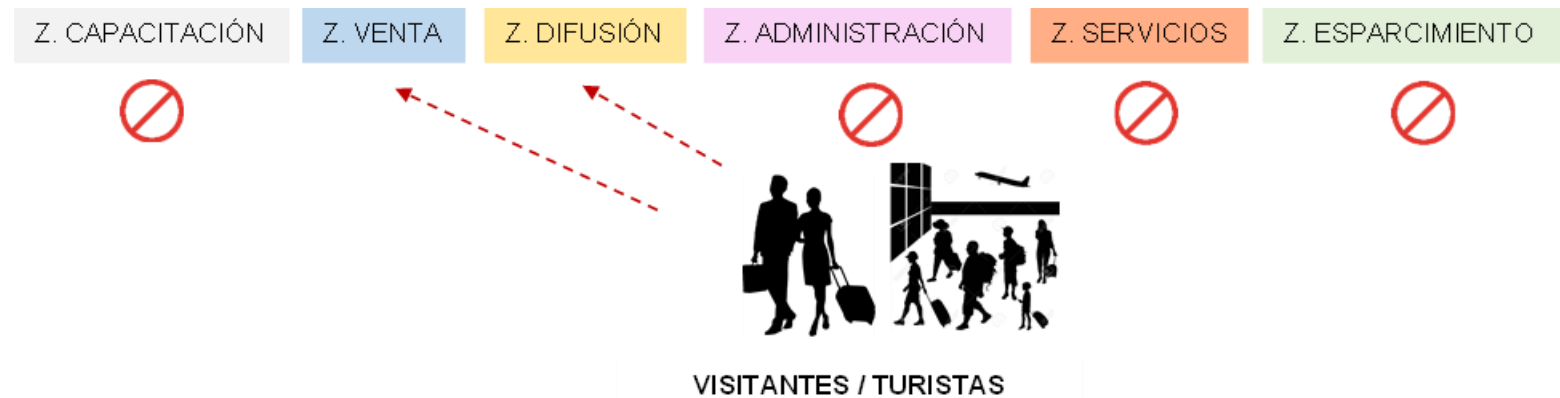 Z. CAPACITACIÓN
Z. VENTA
Z. DIFUSIÓN
Z. ADMINISTRACIÓN
Z. SERVICIOS
Z. ESPARCIMIENTO
VISITANTES / TURISTAS